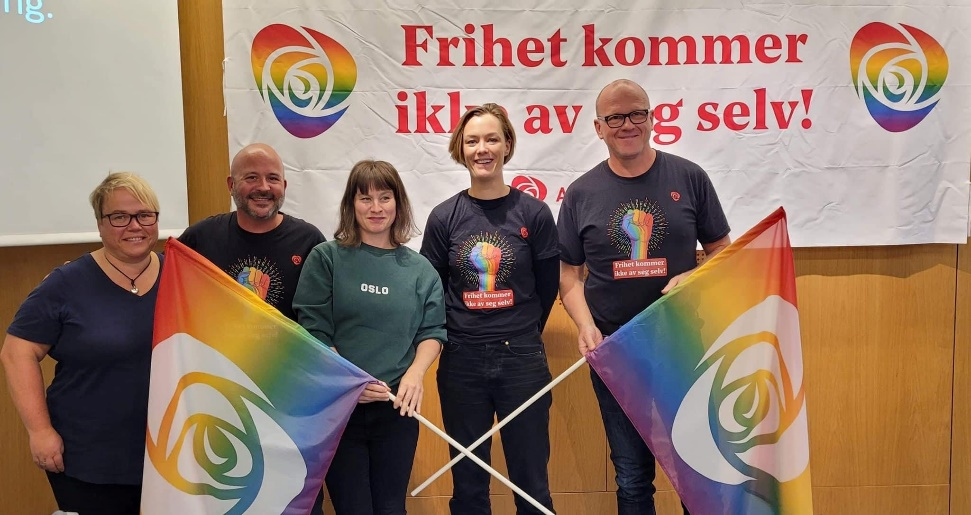 ng.
Frihet kommer
ikke av seg selv!
A
OSLO
Frihet kommer
ikke av seg selv!
Frihet kommer
ikke av seg selv!